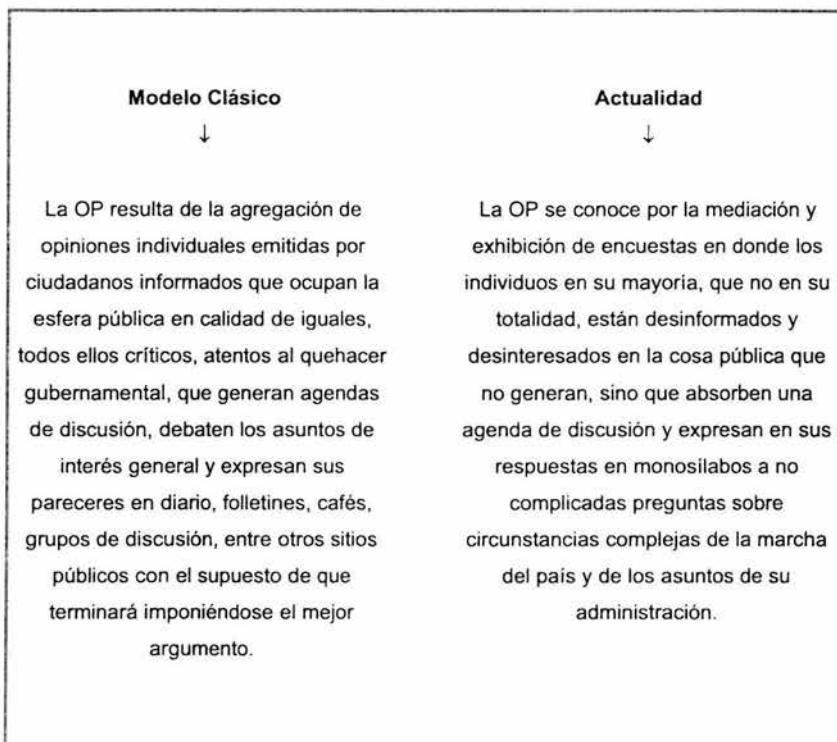 Modelo Clásico
↓
La OP resulta de la agregación de
opiniones individuales emitidas por
ciudadanos informados que ocupan la
esfera pública en calidad de iguales,
todos ellos críticos, atentos al quehacer
gubernamental, que generan agendas
de discusión, debaten los asuntos de
interés general y expresan sus
pareceres en diario, folletines, cafés,
grupos de discusión, entre otros sitios
públicos con el supuesto de que
terminará imponiéndose el mejor
argumento.
Actualidad
↓
La OP se conoce por la mediación y
exhibición de encuestas en donde los
individuos en su mayoría, que no en su
totalidad, están desinformados y
desinteresados en la cosa pública que
no generan, sino que absorben una
agenda de discusión y expresan en sus
respuestas en monosílabos a no
complicadas preguntas sobre
circunstancias complejas de la marcha
del país y de los asuntos de su
administración.